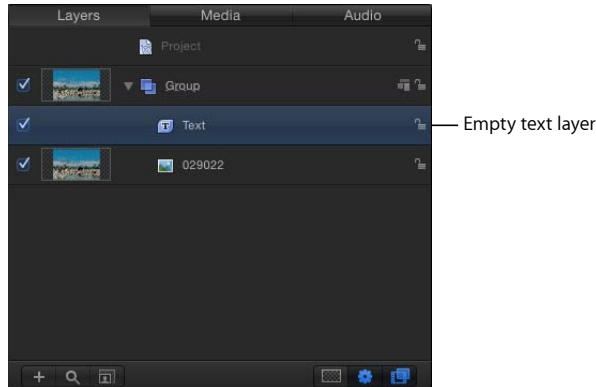 Layers Media Audio
Project
Group
Text
Empty text layer
029022